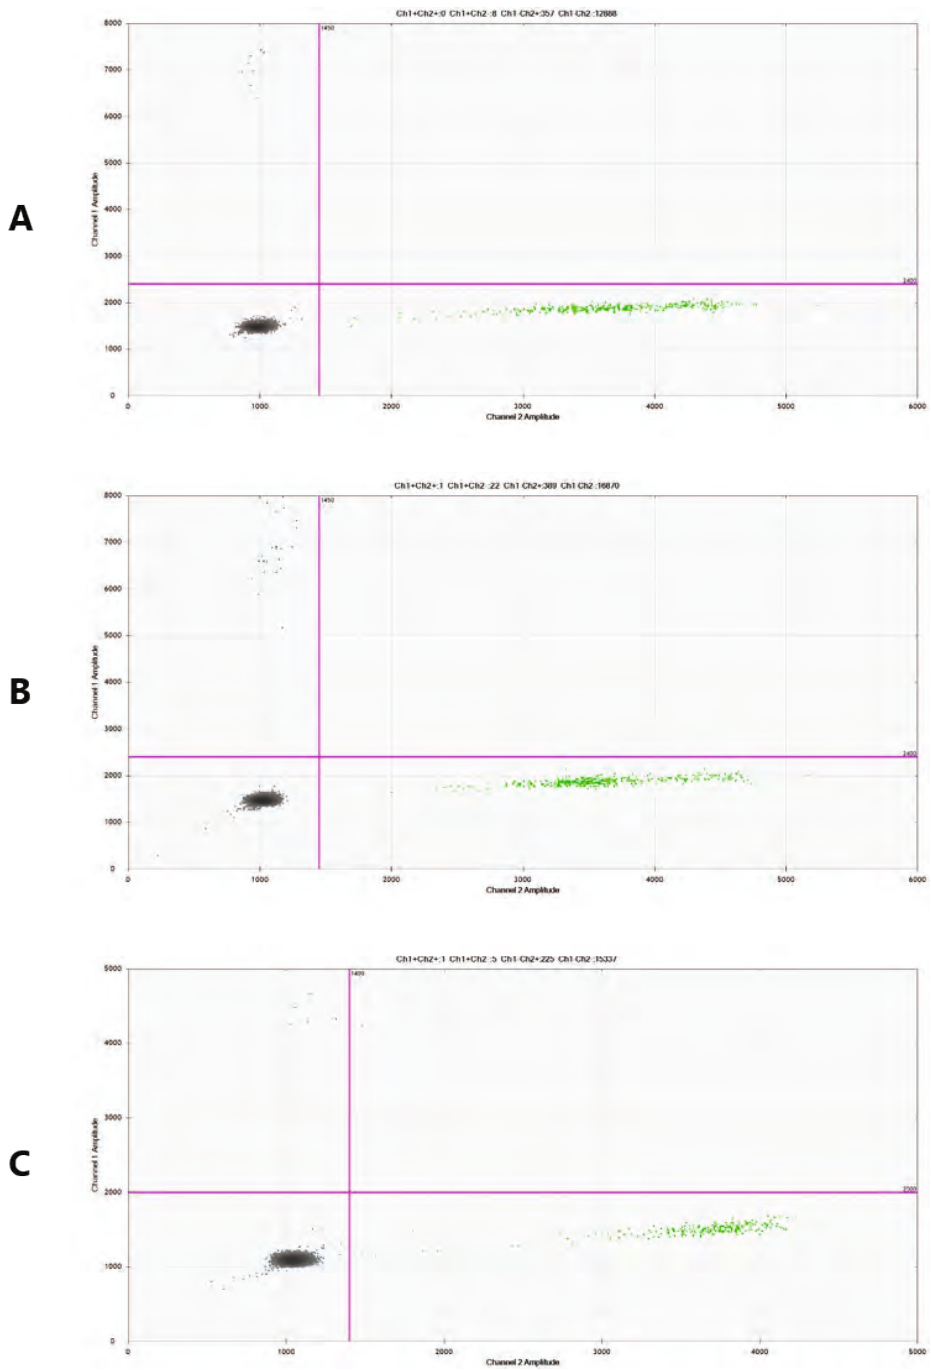 Ch1+Ch2+:0 Ch1+Ch2-:8 Ch1-Ch2+:357 Ch1-Ch2-:12888
8000
1450
7000
6000
5000
A
Channel 1 Amplitude
4000
3000
2400
2000
1000
0
0 1000 2000 3000 4000 5000 6000
Channel 2 Amplitude
Ch1+Ch2+:1 Ch1+Ch2-:22 Ch1-Ch2+:389 Ch1-Ch2-:16870
8000
1450
7000
6000
5000
B
Channel 1 Amplitude
4000
3000
2400
2000
1000
0
0 1000 2000 3000 4000 5000 6000
Channel 2 Amplitude
Ch1+Ch2+:1 Ch1+Ch2-:5 Ch1-Ch2+:225 Ch1-Ch2-:15337
5000
1400
4000
3000
C
Channel 1 Amplitude
2000
2000
1000
0
1000 2000 3000 4000 5000
Channel 2 Amplitude